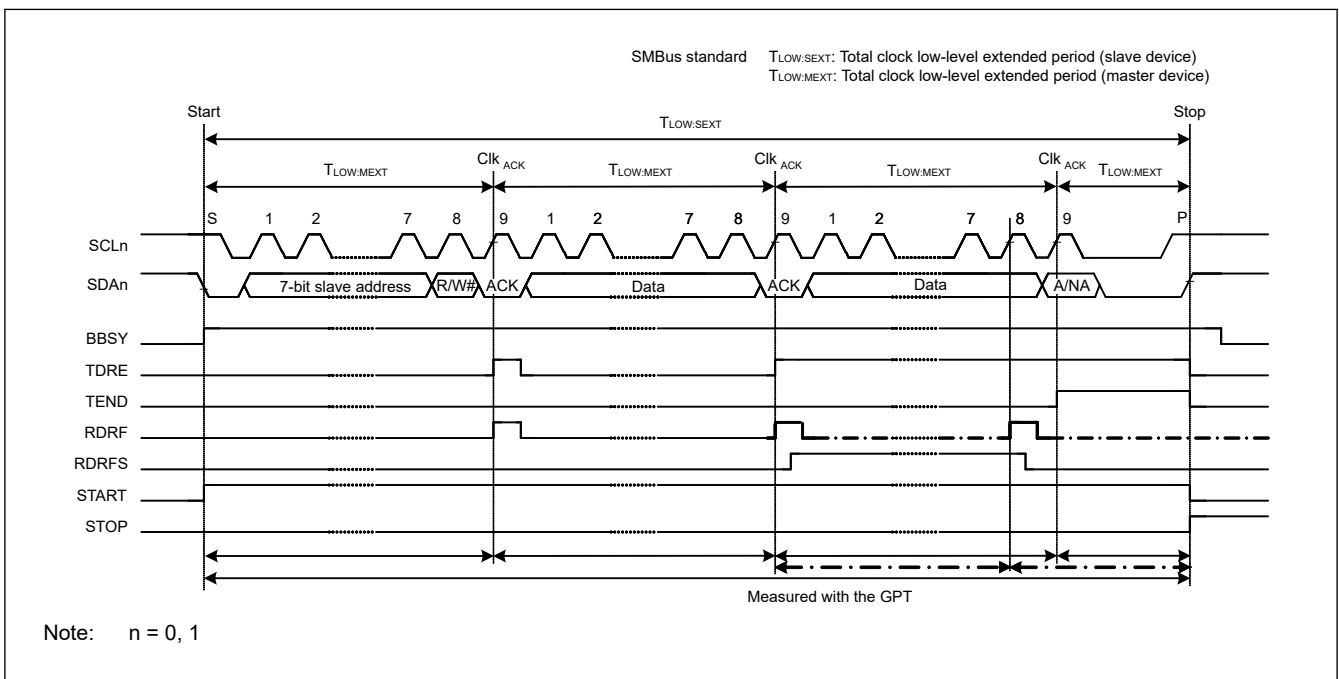 SMBus standard TLOW:SEXT: Total clock low-level extended period (slave device)
TLOW:MEXT: Total clock low-level extended period (master device)
Start Stop
TLOW:SEXT
Clk ACK Clk ACK Clk ACK
TLOW:MEXT TLOW:MEXT TLOW:MEXT TLOW:MEXT
S 1 2 7 8 9 1 2 7 8 9 1 2 7 8 9 P
SCLn
SDAn 7-bit slave address R/W# ACK Data ACK Data A/NA
BBSY
TDRE
TEND
RDRF
RDRFS
START
STOP
Measured with the GPT
Note: n = 0, 1